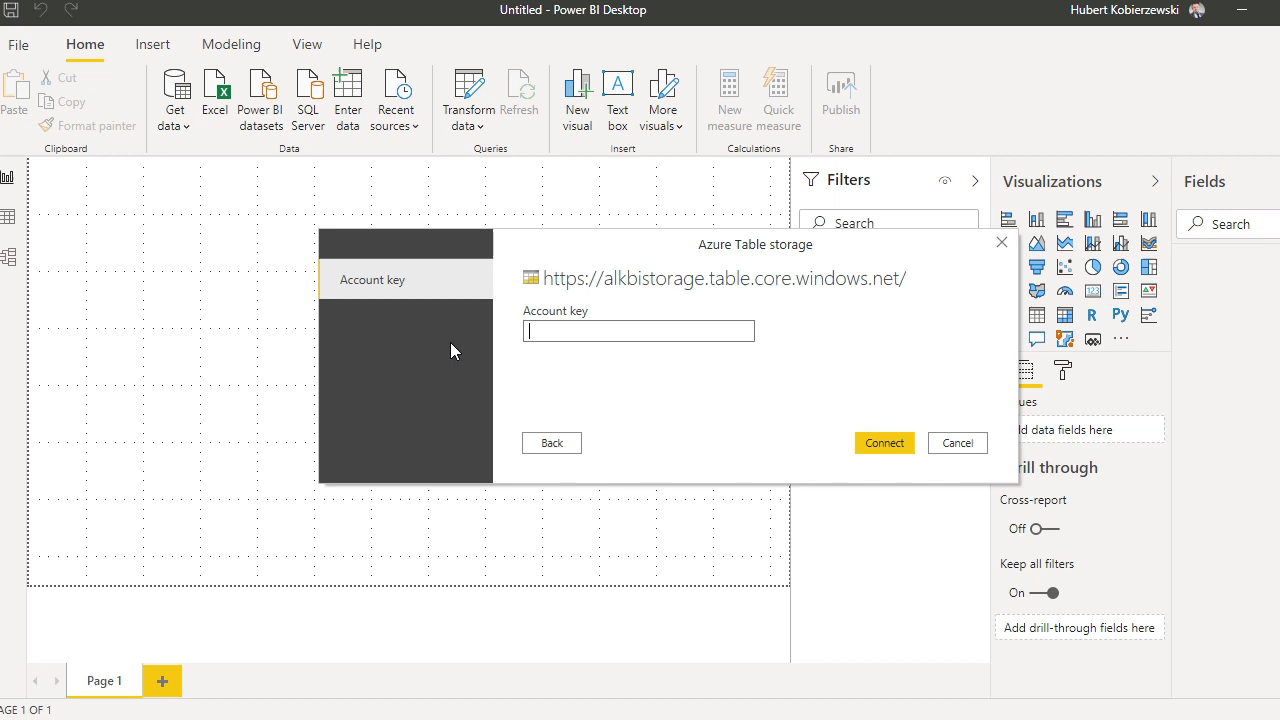 Untitled - Power BI Desktop
Hubert Kobierzewski
File
Home
Insert
Modeling
View
Help
Paste
Cut
Copy
Format painter
Clipboard
Get
data
Excel
Power BI
datasets
SQL
Server
Enter
data
Recent
sources
Data
Transform
data
Refresh
Queries
New
visual
A
Text
box
More
visuals
Insert
New
measure
Quick
measure
Calculations
Publish
Share
Filters
Search
Visualizations
Fields
Search
Azure Table storage
Account key
https://alkbistorage.table.core.windows.net/
Account key
Back
Connect
Cancel
123
R
Py
ues
ld data fields here
rill through
Cross-report
Off
Keep all filters
On
Add drill-through fields here
Page 1
AGE 1 OF 1